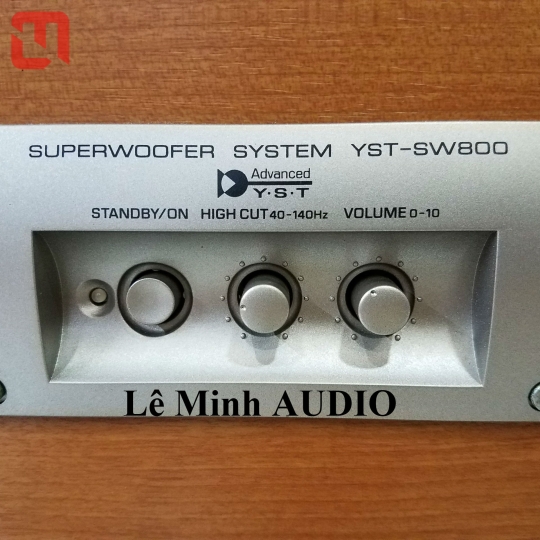 SUPERWOOFER SYSTEM YST-SW800
Advanced
Y·S·T
STANDBY/ON HIGH CUT 40-140Hz VOLUME 0-10
Lê Minh AUDIO